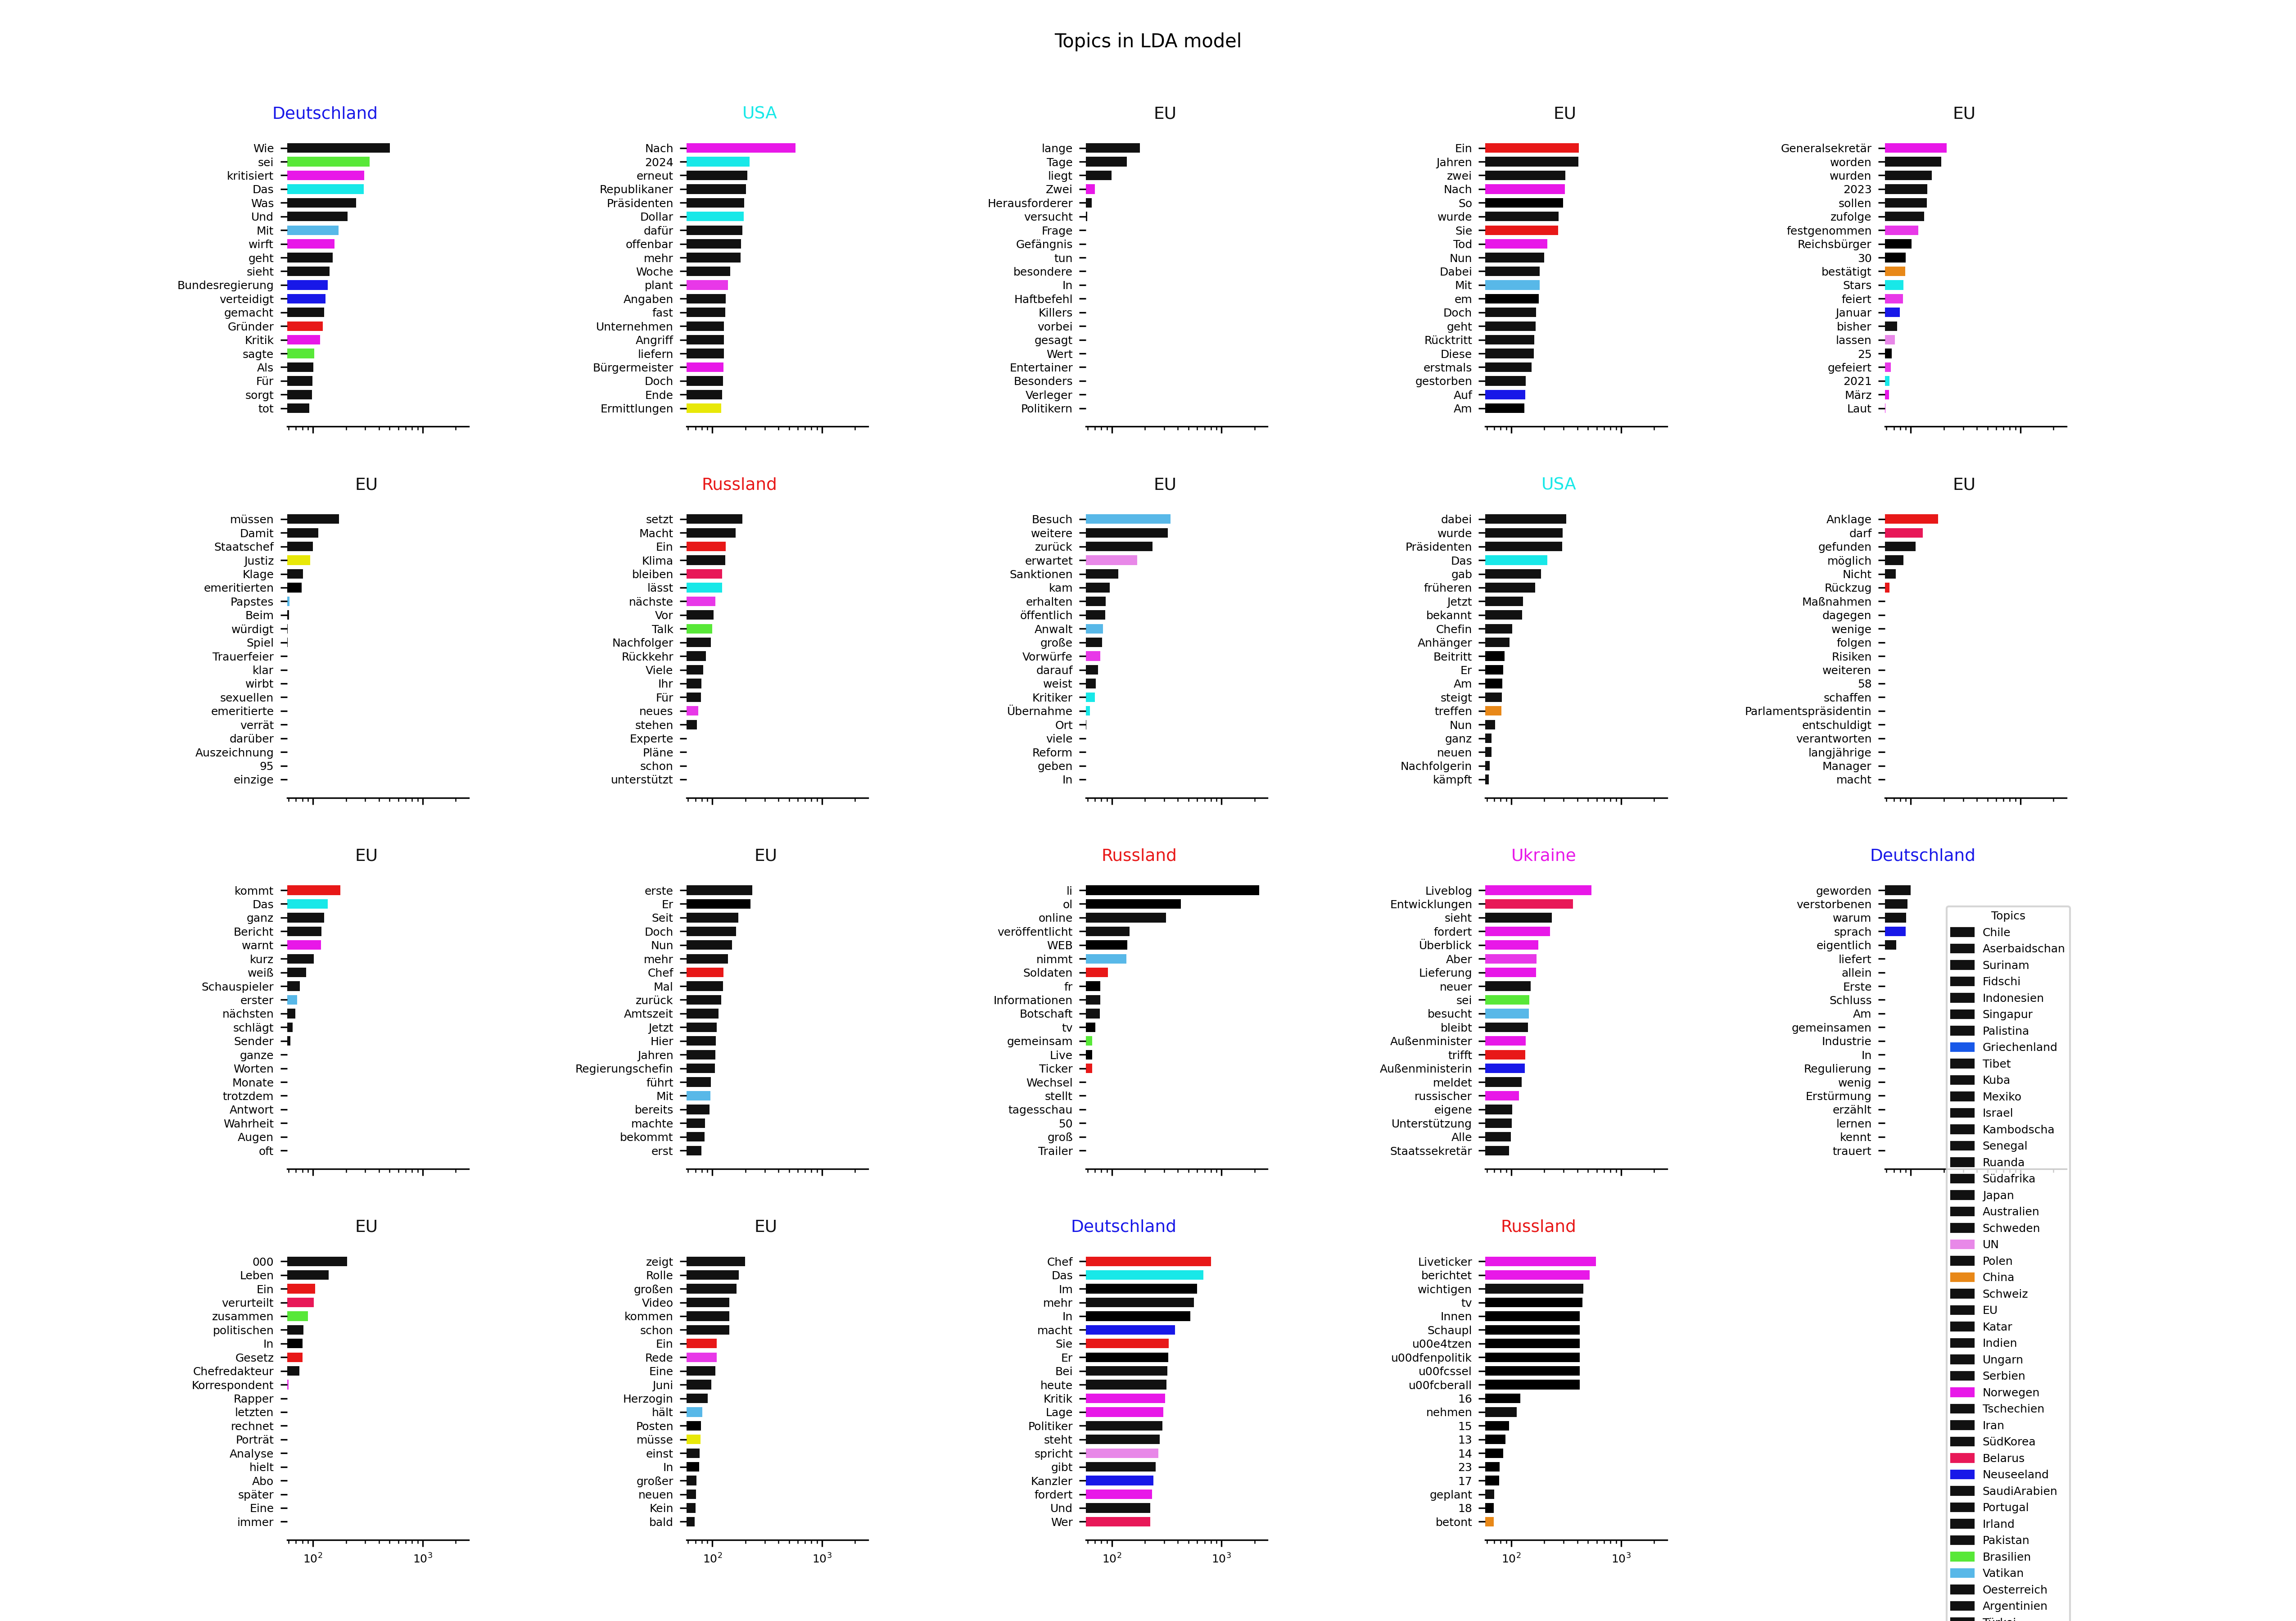 Topics in LDA model
Deutschland
Wie
sei
kritisiert
Das
Was
Und
Mit
wirft
geht
sieht
Bundesregierung
verteidigt
gemacht
Gründer
Kritik
sagte
Als
Für
sorgt
tot
USA
Nach
2024
erneut
Republikaner
Präsidenten
Dollar
dafür
offenbar
mehr
Woche
plant
Angaben
fast
Unternehmen
Angriff
liefern
Bürgermeister
Doch
Ende
Ermittlungen
EU
lange
Tage
liegt
Zwei
Herausforderer
versucht
Frage
Gefängnis
tun
besondere
In
Haftbefehl
Killers
vorbei
gesagt
Wert
Entertainer
Besonders
Verleger
Politikern
EU
Ein
Jahren
zwei
Nach
So
wurde
Sie
Tod
Nun
Dabei
Mit
em
Doch
geht
Rücktritt
Diese
erstmals
gestorben
Auf
Am
EU
Generalsekretär
worden
wurden
2023
sollen
zufolge
festgenommen
Reichsbürger
30
bestätigt
Stars
feiert
Januar
bisher
lassen
25
gefeiert
2021
März
Laut
EU
müssen
Damit
Staatschef
Justiz
Klage
emeritierten
Papstes
Beim
würdigt
Spiel
Trauerfeier
klar
wirbt
sexuellen
emeritierte
verrät
darüber
Auszeichnung
95
einzige
Russland
setzt
Macht
Ein
Klima
bleiben
lässt
nächste
Vor
Talk
Nachfolger
Rückkehr
Viele
Ihr
Für
neues
stehen
Experte
Pläne
schon
unterstützt
EU
Besuch
weitere
zurück
erwartet
Sanktionen
kam
erhalten
öffentlich
Anwalt
große
Vorwürfe
darauf
weist
Kritiker
Übernahme
Ort
viele
Reform
geben
In
USA
dabei
wurde
Präsidenten
Das
gab
früheren
Jetzt
bekannt
Chefin
Anhänger
Beitritt
Er
Am
steigt
treffen
Nun
ganz
neuen
Nachfolgerin
kämpft
EU
Anklage
darf
gefunden
möglich
Nicht
Rückzug
Maßnahmen
dagegen
wenige
folgen
Risiken
weiteren
58
schaffen
Parlamentspräsidentin
entschuldigt
verantworten
langjährige
Manager
macht
EU
kommt
Das
ganz
Bericht
warnt
kurz
weiß
Schauspieler
erster
nächsten
schlägt
Sender
ganze
Worten
Monate
trotzdem
Antwort
Wahrheit
Augen
oft
EU
erste
Er
Seit
Doch
Nun
mehr
Chef
Mal
zurück
Amtszeit
Jetzt
Hier
Jahren
Regierungschefin
führt
Mit
bereits
machte
bekommt
erst
Russland
li
ol
online
veröffentlicht
WEB
nimmt
Soldaten
fr
Informationen
Botschaft
tv
gemeinsam
Live
Ticker
Wechsel
stellt
tagesschau
50
groß
Trailer
Ukraine
Liveblog
Entwicklungen
sieht
fordert
Überblick
Aber
Lieferung
neuer
sei
besucht
bleibt
Außenminister
trifft
Außenministerin
meldet
russischer
eigene
Unterstützung
Alle
Staatssekretär
Deutschland
geworden
verstorbenen
warum
sprach
eigentlich
liefert
allein
Erste
Schluss
Am
gemeinsamen
Industrie
In
Regulierung
wenig
Erstürmung
erzählt
lernen
kennt
trauert
EU
000
Leben
Ein
verurteilt
zusammen
politischen
In
Gesetz
Chefredakteur
Korrespondent
Rapper
letzten
rechnet
Porträt
Analyse
hielt
Abo
später
Eine
immer
10²
10³
EU
zeigt
Rolle
großen
Video
kommen
schon
Ein
Rede
Eine
Juni
Herzogin
hält
Posten
müsse
einst
In
großer
neuen
Kein
bald
10²
10³
Deutschland
Chef
Das
Im
mehr
In
macht
Sie
Er
Bei
heute
Kritik
Lage
Politiker
steht
spricht
gibt
Kanzler
fordert
Und
Wer
10²
10³
Russland
Liveticker
berichtet
wichtigen
tv
Innen
Schaupl
u00e4tzen
u00dfenpolitik
u00fcssel
u00fcberall
16
nehmen
15
13
14
23
17
geplant
18
betont
10²
10³
Topics
Chile
Aserbaidschan
Surinam
Fidschi
Indonesien
Singapur
Palistina
Griechenland
Tibet
Kuba
Mexiko
Israel
Kambodscha
Senegal
Ruanda
Südafrika
Japan
Australien
Schweden
UN
Polen
China
Schweiz
EU
Katar
Indien
Ungarn
Serbien
Norwegen
Tschechien
Iran
SüdKorea
Belarus
Neuseeland
SaudiArabien
Portugal
Irland
Pakistan
Brasilien
Vatikan
Oesterreich
Argentinien